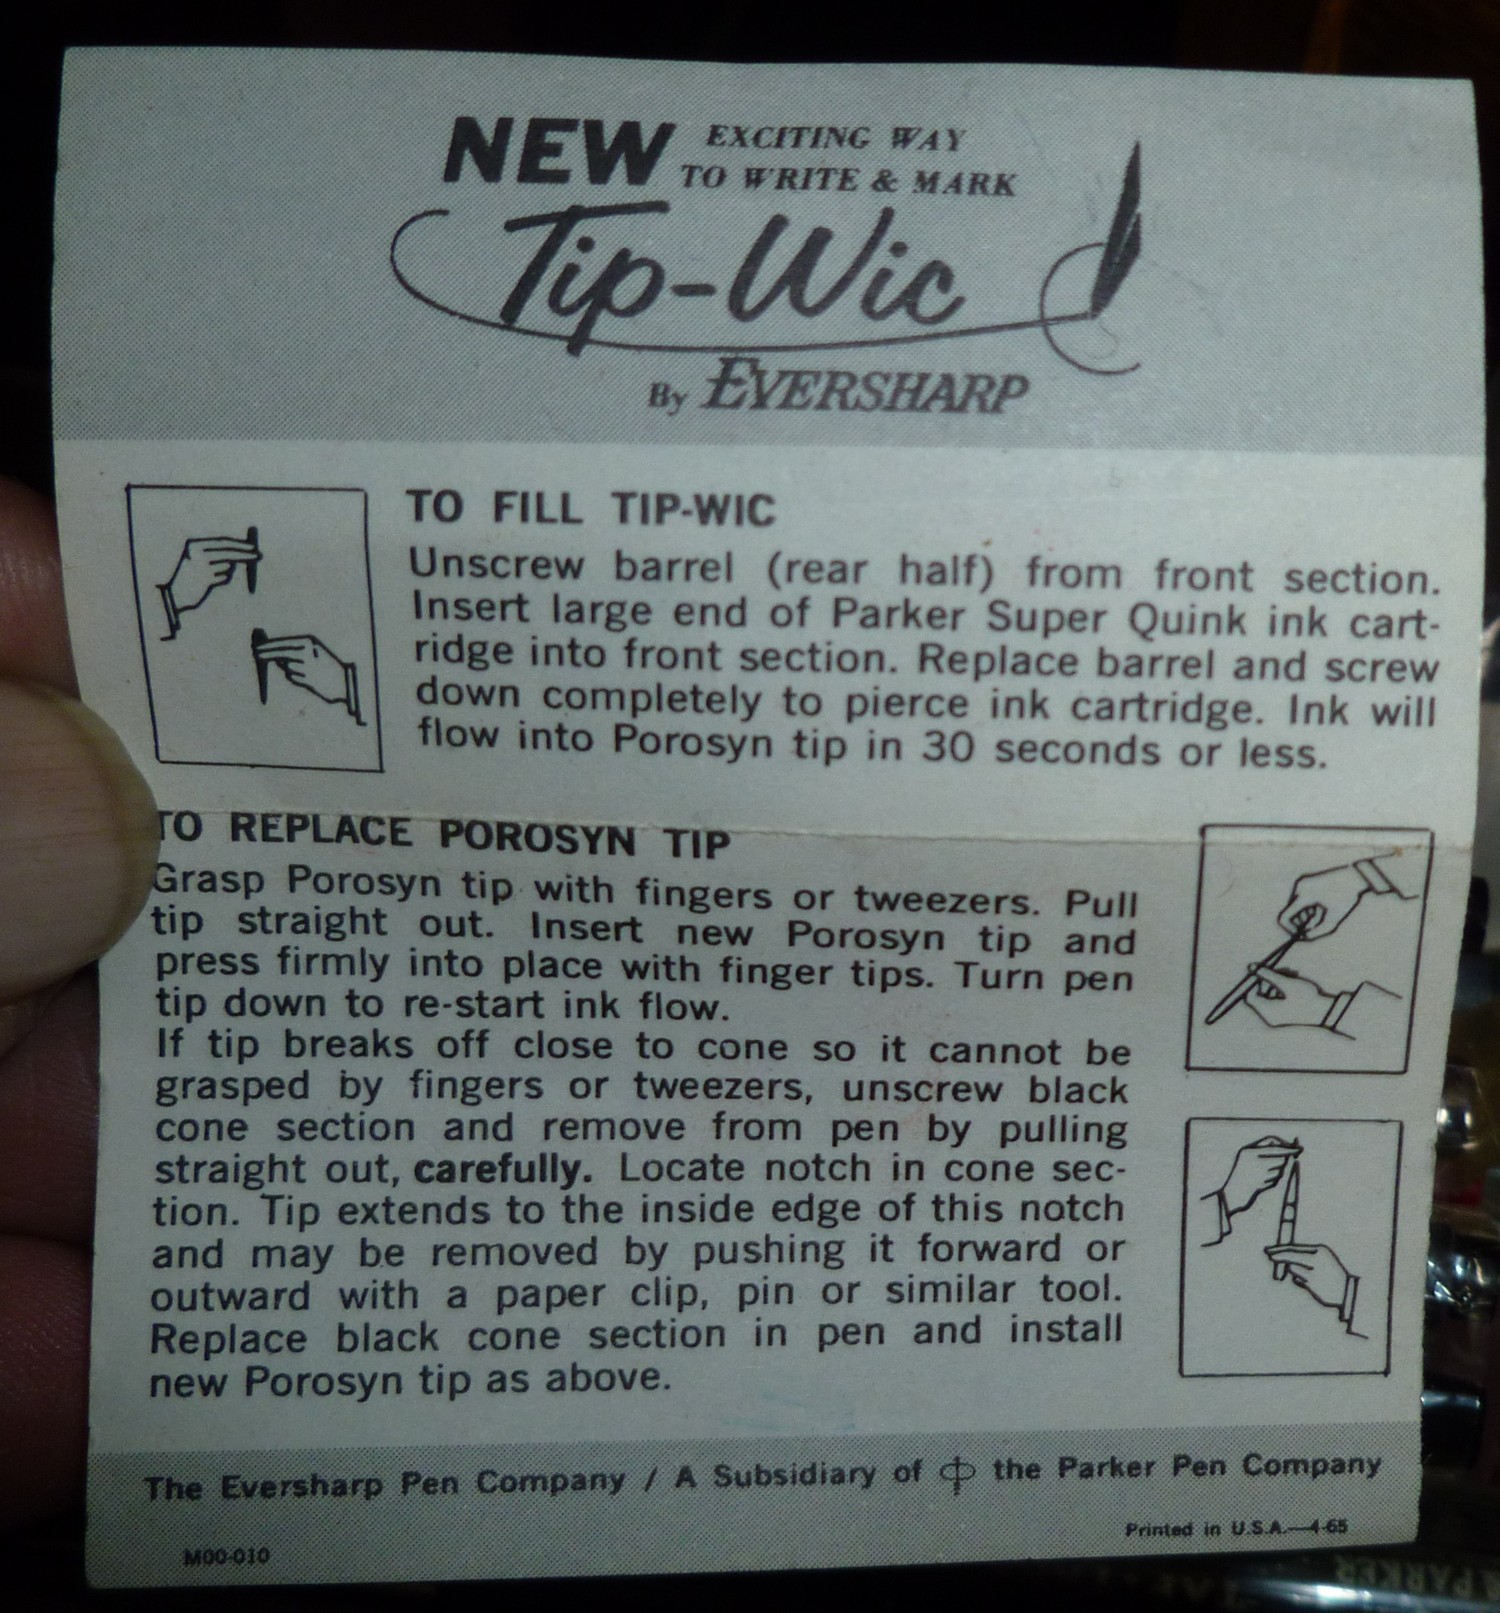 NEW EXCITING WAY
TO WRITE & MARK
Tip-Wic
By EVERSHARP
TO FILL TIP-WIC
Unscrew barrel (rear half) from front section.
Insert large end of Parker Super Quink ink cart-
ridge into front section. Replace barrel and screw
down completely to pierce ink cartridge. Ink will
flow into Porosyn tip in 30 seconds or less.
TO REPLACE POROSYN TIP
Grasp Porosyn tip with fingers or tweezers. Pull
tip straight out. Insert new Porosyn tip and
press firmly into place with finger tips. Turn pen
tip down to re-start ink flow.
If tip breaks off close to cone so it cannot be
grasped by fingers or tweezers, unscrew black
cone section and remove from pen by pulling
straight out, carefully. Locate notch in cone sec-
tion. Tip extends to the inside edge of this notch
and may be removed by pushing it forward or
outward with a paper clip, pin or similar tool.
Replace black cone section in pen and install
new Porosyn tip as above.
The Eversharp Pen Company / A Subsidiary of the Parker Pen Company
Printed in U.S.A.—4-65
M00-010
PARKER